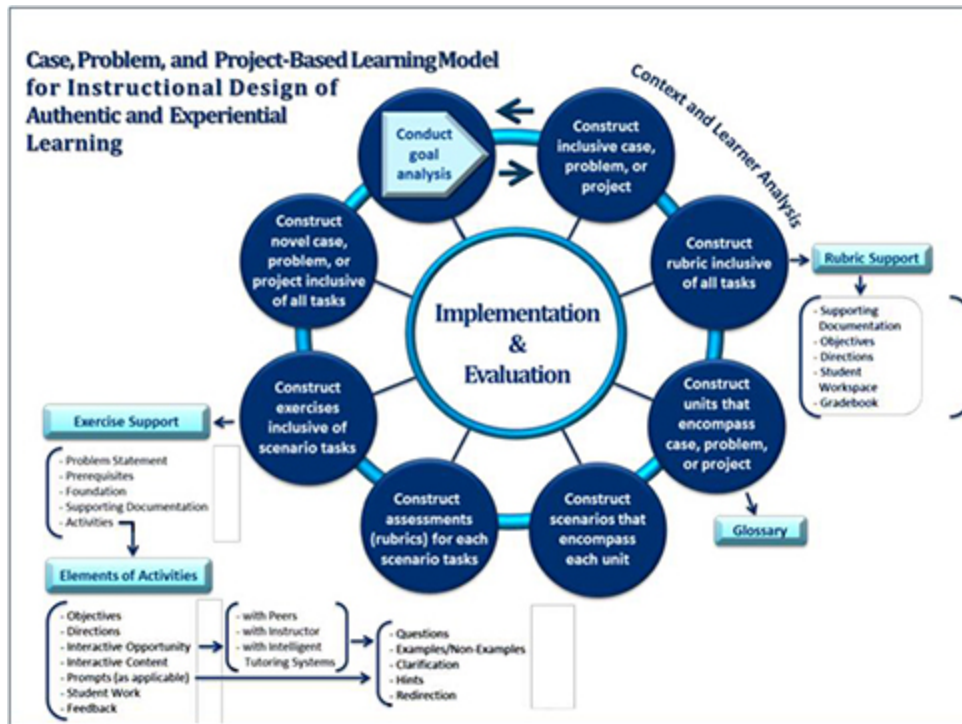 Case, Problem, and Project-Based Learning Model
for Instructional Design of
Authentic and Experiential
Learning
Conduct
goal
analysis
Construct
inclusive case,
problem, or
project
Context and Learner Analysis
Construct
rubric inclusive
of all tasks
Rubric Support
- Supporting
Documentation
- Objectives
- Directions
- Student
Workspace
- Gradebook
Construct
units that
encompass
case, problem,
or project
Glossary
Construct
scenarios that
encompass
each unit
Construct
assessments
(rubrics) for each
scenario tasks
Construct
exercises
inclusive of
scenario tasks
Construct
novel case,
problem, or
project inclusive
of all tasks
Implementation
&
Evaluation
Exercise Support
- Problem Statement
- Prerequisites
- Foundation
- Supporting Documentation
- Activities
Elements of Activities
- Objectives
- Directions
- Interactive Opportunity
- Interactive Content
- Prompts (as applicable)
- Student Work
- Feedback
- with Peers
- with Instructor
- with Intelligent
Tutoring Systems
- Questions
- Examples/Non-Examples
- Clarification
- Hints
- Redirection